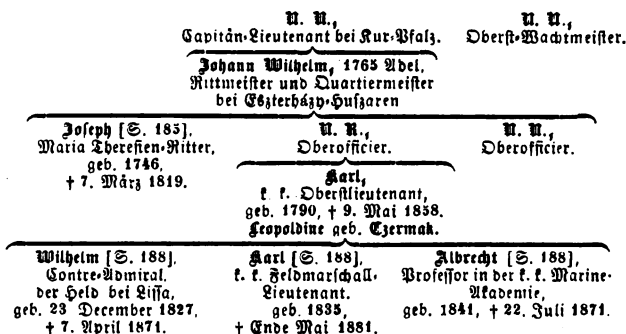 N. N.,
Capitän-Lieutenant bei Kur-Pfalz.
N. N.,
Oberst-Wachtmeister.
Johann Wilhelm, 1765 Adel,
Rittmeister und Quartiermeister
bei Eszterházy-Huszaren
Joseph [S. 185],
Maria Theresien-Ritter,
geb. 1746,
† 7. März 1819.
N. N.,
Oberofficier.
N. N.,
Oberofficier.
Karl,
k. k. Oberstlieutenant,
geb. 1790, † 9. Mai 1858.
Leopoldine geb. Czermak.
Wilhelm [S. 188],
Contre-Admiral.
der Held bei Lissa,
geb. 23 December 1827,
† 7. April 1871.
Karl [S. 188],
k. k. Feldmarschall-
Lieutenant.
geb. 1835,
† Ende Mai 1881.
Albrecht [S. 188],
Professor in der k. k. Marine-
Akademie,
geb. 1841, † 22. Juli 1871.